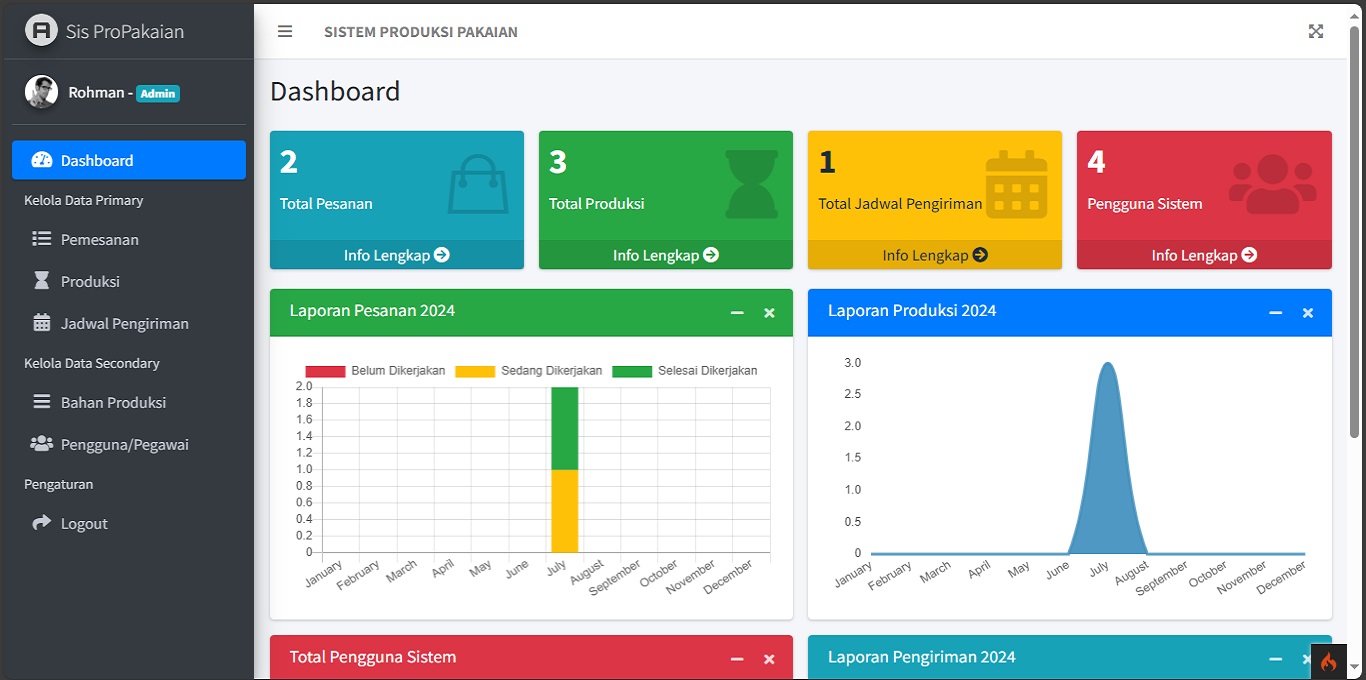 Sis ProPakaian
SISTEM PRODUKSI PAKAIAN
Rohman - Admin
Dashboard
Kelola Data Primary
Pemesanan
Produksi
Jadwal Pengiriman
Kelola Data Secondary
Bahan Produksi
Pengguna/Pegawai
Pengaturan
Logout
Dashboard
2
Total Pesanan
Info Lengkap
3
Total Produksi
Info Lengkap
1
Total Jadwal Pengiriman
Info Lengkap
4
Pengguna Sistem
Info Lengkap
Laporan Pesanan 2024
Belum Dikerjakan Sedang Dikerjakan Selesai Dikerjakan
2.0
1.8
1.6
1.4
1.2
1.0
0.8
0.6
0.4
0.2
0
January February March April May June July August September October November December
Laporan Produksi 2024
3.0
2.5
2.0
1.5
1.0
0.5
0
January February March April May June July August September October November December
Total Pengguna Sistem
Laporan Pengiriman 2024